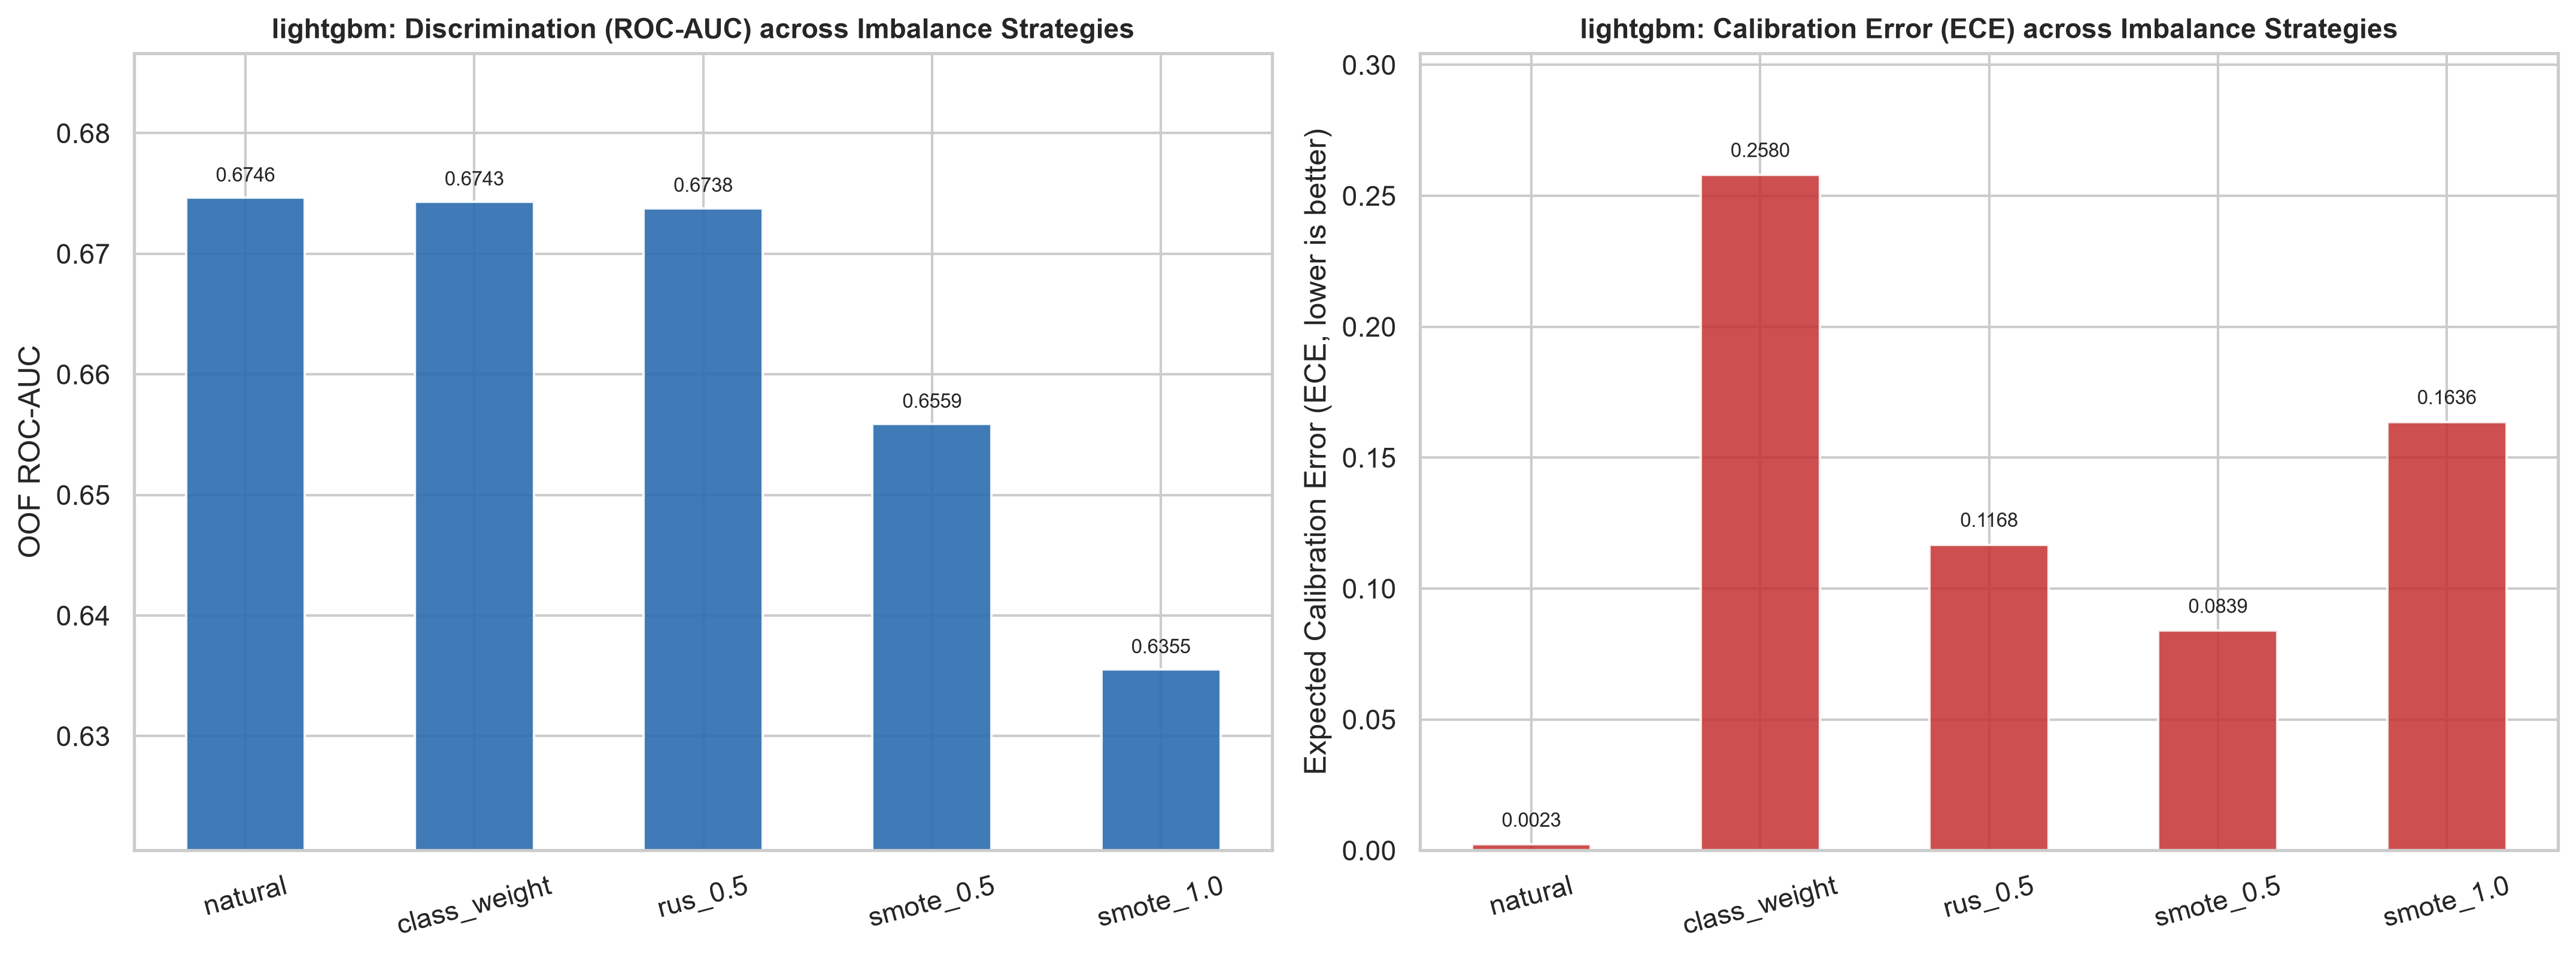 lightgbm: Discrimination (ROC-AUC) across Imbalance Strategies
OOF ROC-AUC
0.68
0.67
0.66
0.65
0.64
0.63
0.6746
0.6743
0.6738
0.6559
0.6355
natural
class_weight
rus_0.5
smote_0.5
smote_1.0
lightgbm: Calibration Error (ECE) across Imbalance Strategies
Expected Calibration Error (ECE, lower is better)
0.30
0.25
0.20
0.15
0.10
0.05
0.00
0.0023
0.2580
0.1168
0.0839
0.1636
natural
class_weight
rus_0.5
smote_0.5
smote_1.0